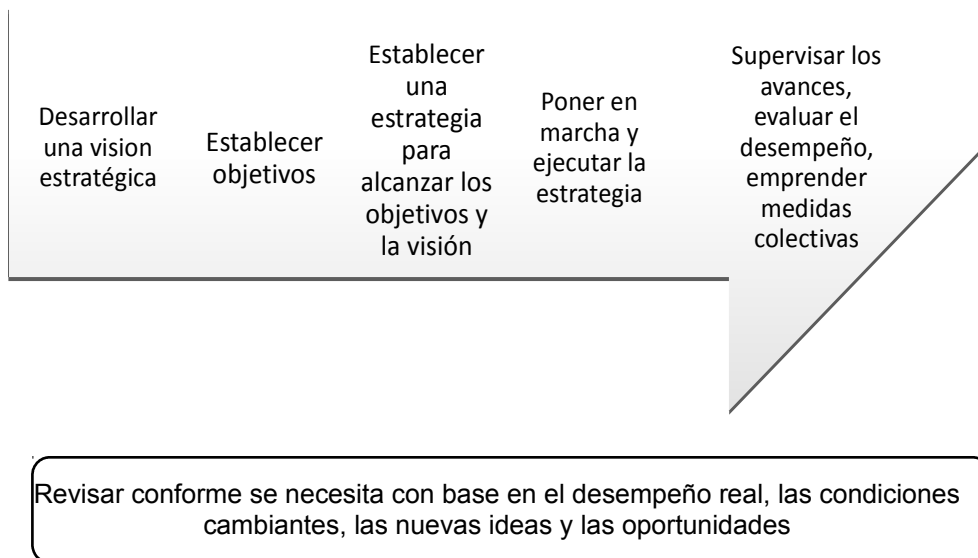 Desarrollar
una vision
estratégica
Establecer
objetivos
Establecer
una
estrategia
para
alcanzar los
objetivos y
la visión
Poner en
marcha y
ejecutar la
estrategia
Supervisar los
avances,
evaluar el
desempeño,
emprender
medidas
colectivas
Revisar conforme se necesita con base en el desempeño real, las condiciones
cambiantes, las nuevas ideas y las oportunidades